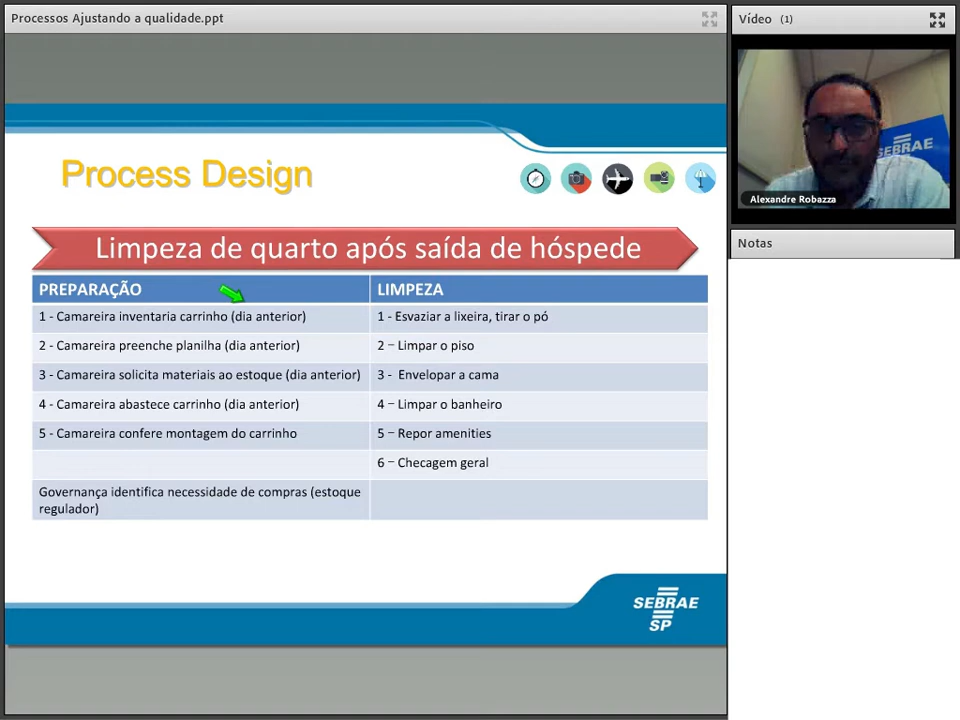 Processos Ajustando a qualidade.ppt
Vídeo (1)
SEBRAE
Alexandre Robazza
Notas
Process Design
Limpeza de quarto após saída de hóspede
PREPARAÇÃO LIMPEZA
1 - Camareira inventaria carrinho (dia anterior) 1 - Esvaziar a lixeira, tirar o pó
2 - Camareira preenche planilha (dia anterior) 2 – Limpar o piso
3 - Camareira solicita materiais ao estoque (dia anterior) 3 - Envelopar a cama
4 - Camareira abastece carrinho (dia anterior) 4 – Limpar o banheiro
5 - Camareira confere montagem do carrinho 5 – Repor amenities
6 – Checagem geral
Governança identifica necessidade de compras (estoque
regulador)
SEBRAE
SP